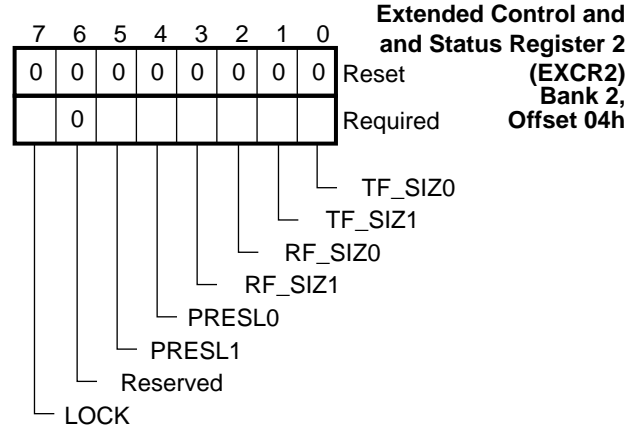 Extended Control and
and Status Register 2
(EXCR2)
Bank 2,
Offset 04h
7 6 5 4 3 2 1 0
0 0 0 0 0 0 0 0 Reset
0 Required
TF_SIZ0
TF_SIZ1
RF_SIZ0
RF_SIZ1
PRESL0
PRESL1
Reserved
LOCK